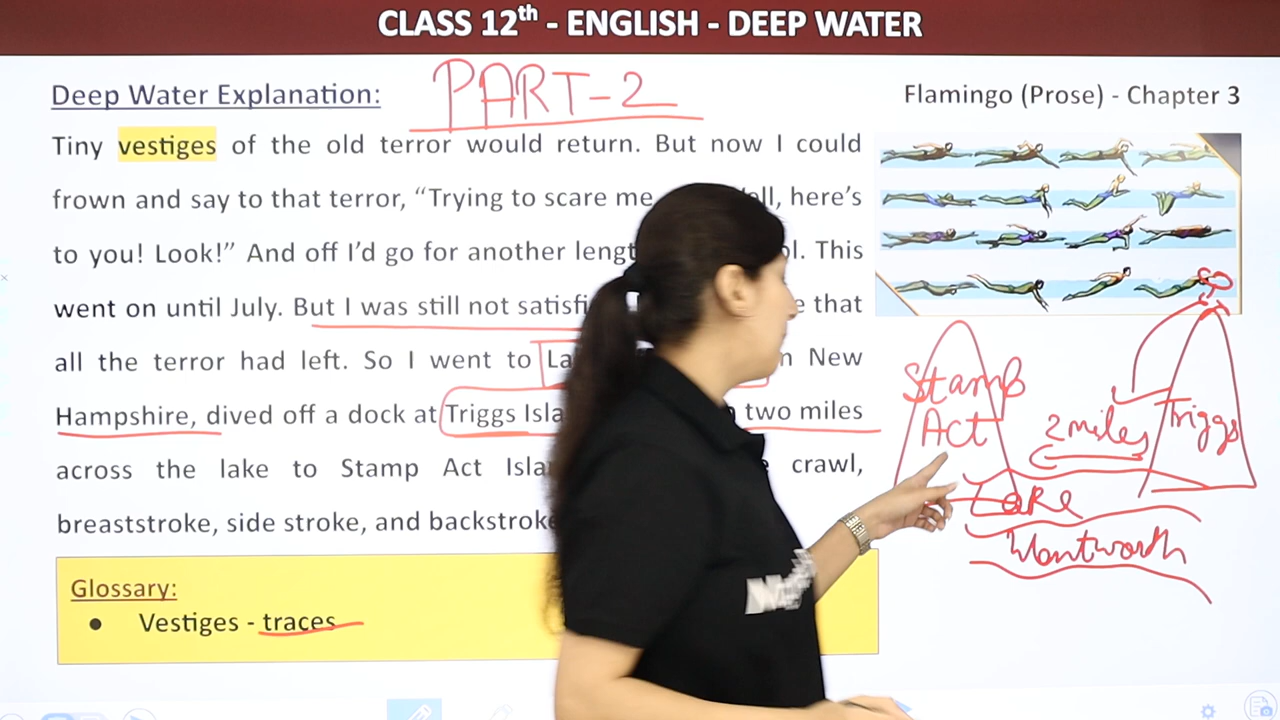 CLASS 12th - ENGLISH - DEEP WATER
Deep Water Explanation:
PART-2
Flamingo (Prose) - Chapter 3
Tiny vestiges of the old terror would return. But now I could
frown and say to that terror, “Trying to scare me, here’s
to you! Look!” And off I’d go for another This
went on until July. But I was still not that
all the terror had left. So I went to New
Hampshire, dived off a dock at Triggs two miles
across the lake to Stamp Act crawl,
breaststroke, side stroke, and
Stamp
Act
2 miles
Triggs
Lake
Wentworth
Glossary:
● Vestiges - traces